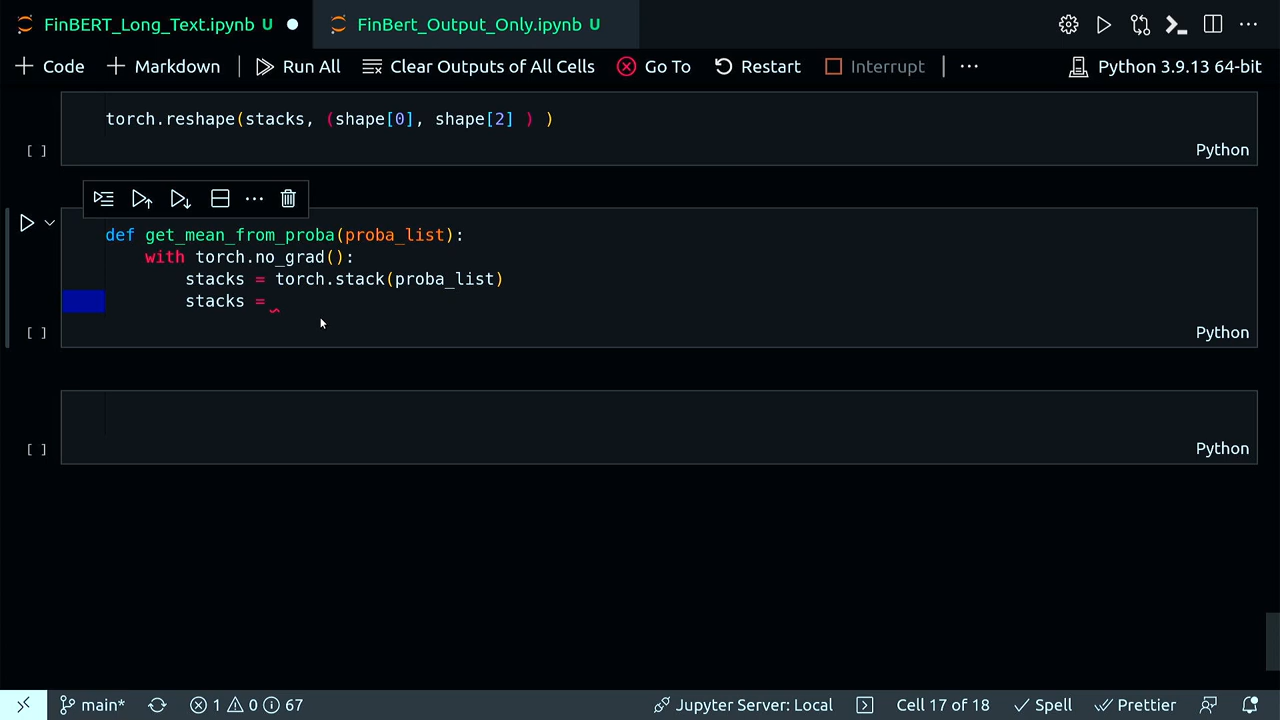 FinBERT_Long_Text.ipynb U
FinBert_Output_Only.ipynb U
Code
Markdown
Run All
Clear Outputs of All Cells
Go To
Restart
Interrupt
Python 3.9.13 64-bit
torch.reshape(stacks, (shape[0], shape[2] ) )
[ ]
Python
def get_mean_from_proba(proba_list):
with torch.no_grad():
stacks = torch.stack(proba_list)
stacks =
[ ]
Python
[ ]
Python
main*
1 0 67
Jupyter Server: Local
Cell 17 of 18
Spell
Prettier